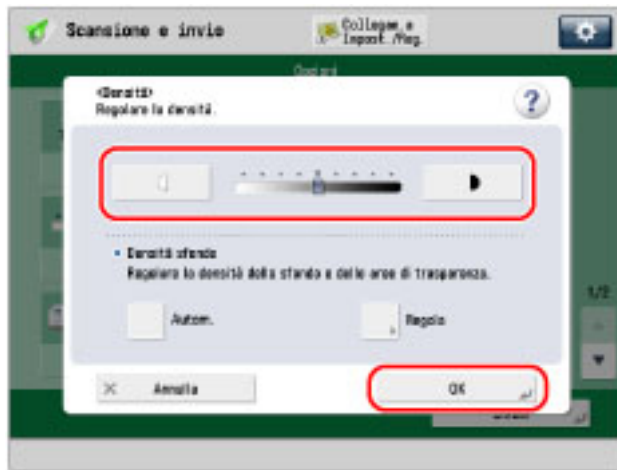 Scansione e invio
Collegam. e
Impost./Reg.
Opzioni
<Densità>
Regolare la densità.
?
Densità sfondo
Regolare la densità dello sfondo e delle aree di trasparenza.
Autom.
Regola
1/2
Annulla
OK